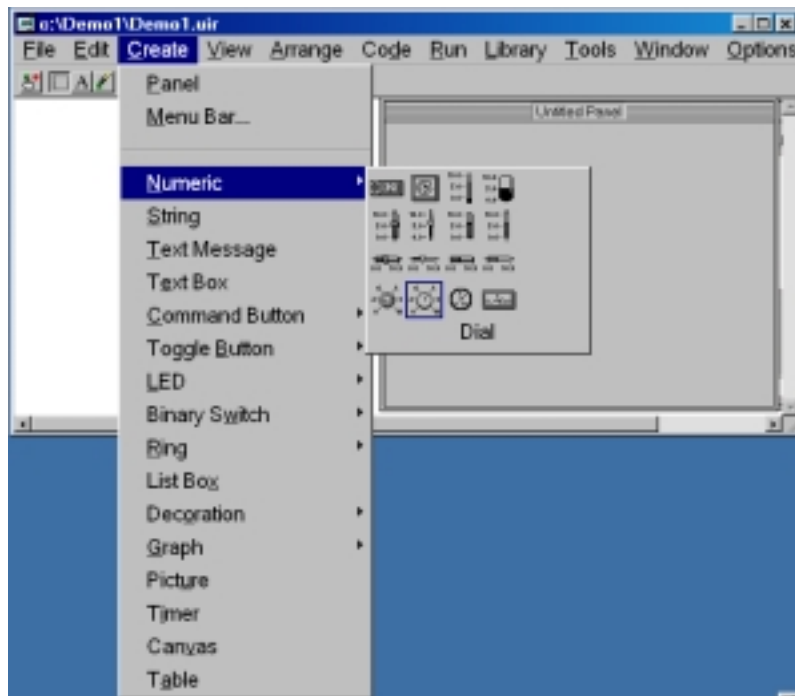 o:\Demo1\Demo1.uir
File Edit Create View Arrange Code Run Library Tools Window Options
Panel
Menu Bar...
Untitled Panel
Numeric
String
Text Message
Text Box
Command Button
Dial
Toggle Button
LED
Binary Switch
Ring
List Box
Decoration
Graph
Picture
Timer
Canvas
Table